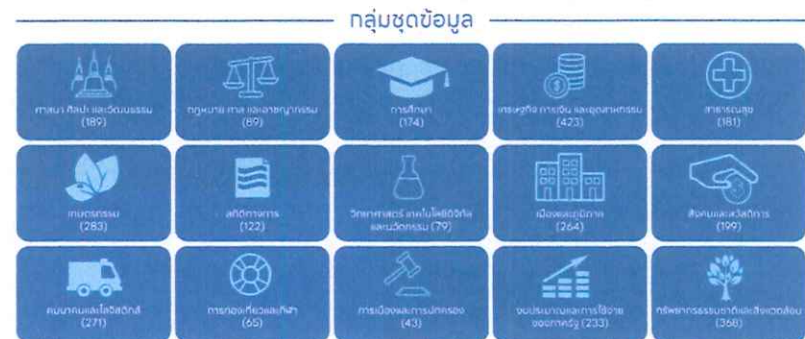 กลุ่มชุดข้อมูล
ศาสนา ศิลปะ และวัฒนธรรม
(189)
กฎหมาย ศาล และอาชญากรรม
(89)
การศึกษา
(174)
เศรษฐกิจ การเงิน และอุตสาหกรรม
(423)
สาธารณสุข
(181)
เกษตรกรรม
(283)
สถิติทางการ
(122)
วิทยาศาสตร์ เทคโนโลยีดิจิทัล
และนวัตกรรม (79)
เมืองและภูมิภาค
(264)
สังคมและสวัสดิการ
(199)
คมนาคมและโลจิสติกส์
(271)
การท่องเที่ยวและกีฬา
(65)
การเมืองและการปกครอง
(43)
งบประมาณและการใช้จ่าย
ของภาครัฐ (233)
ทรัพยากรธรรมชาติและสิ่งแวดล้อม
(368)